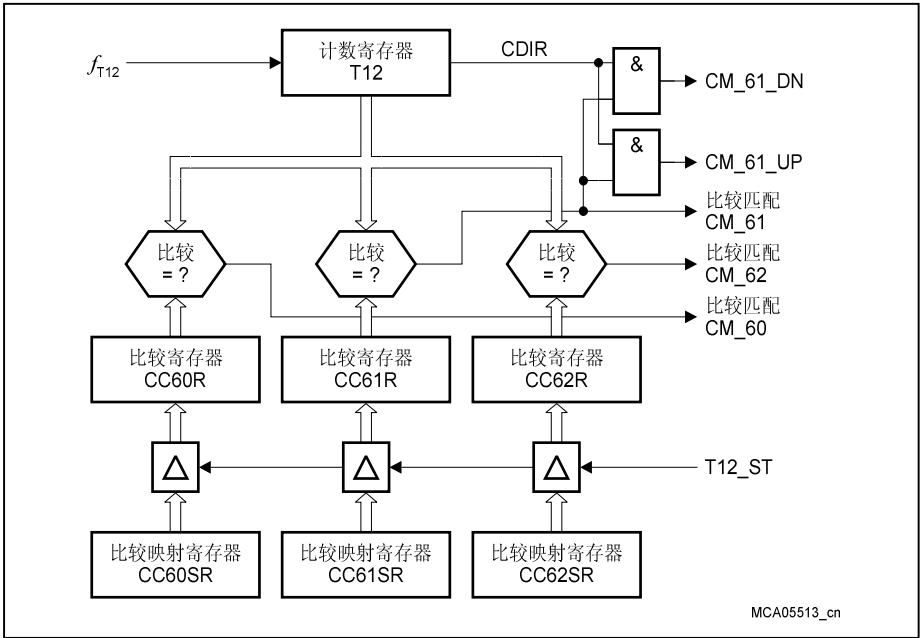 计数寄存器
T12
fT12
CDIR
&
CM_61_DN
&
CM_61_UP
比较匹配
CM_61
比较
= ?
比较
= ?
比较
= ?
比较匹配
CM_62
比较匹配
CM_60
比较寄存器
CC60R
比较寄存器
CC61R
比较寄存器
CC62R
T12_ST
比较映射寄存器
CC60SR
比较映射寄存器
CC61SR
比较映射寄存器
CC62SR
MCA05513_cn